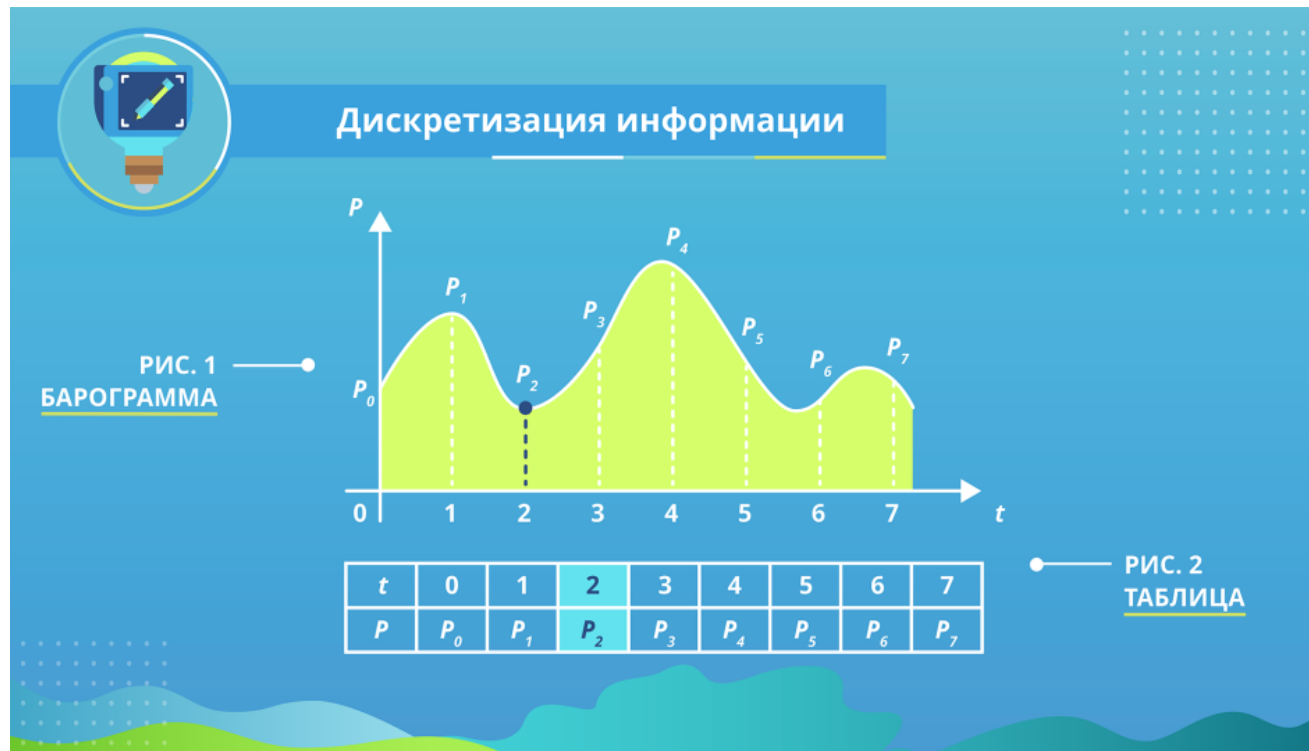 Дискретизация информации
P
P₄
P₁
P₃
P₅
P₂
P₆
P₇
P₀
РИС. 1
БАРОГРАММА
0 1 2 3 4 5 6 7 t
РИС. 2
ТАБЛИЦА
t 0 1 2 3 4 5 6 7
P P₀ P₁ P₂ P₃ P₄ P₅ P₆ P₇